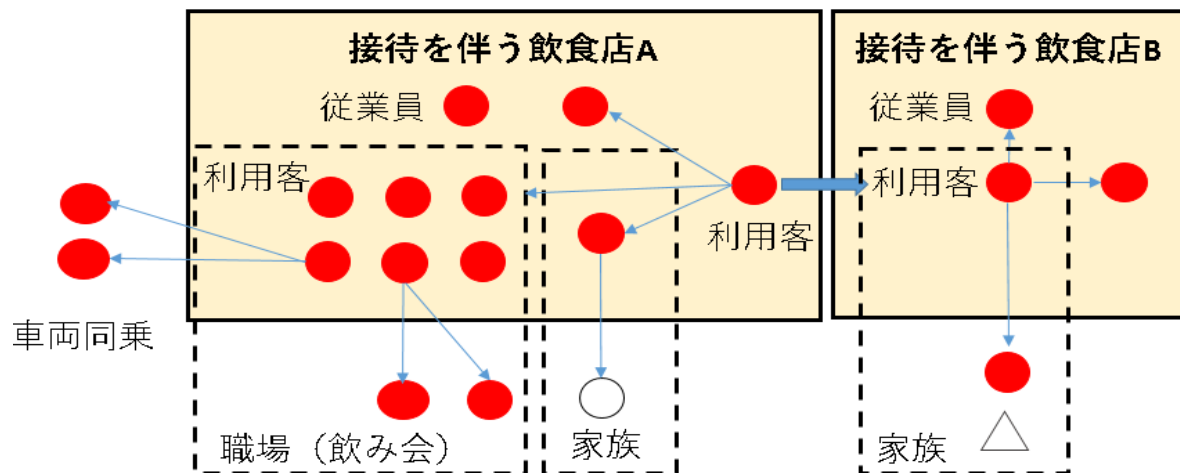 接待を伴う飲食店A
接待を伴う飲食店B
従業員
従業員
利用客
利用客
利用客
車両同乗
職場（飲み会）
家族
家族